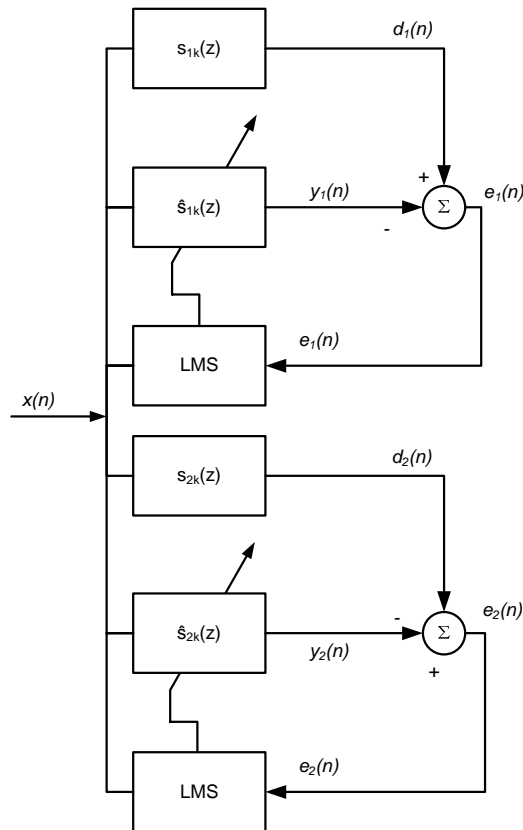 s1k(z)
d1(n)
+
ŝ1k(z)
y1(n)
-
Σ
e1(n)
LMS
e1(n)
x(n)
s2k(z)
d2(n)
ŝ2k(z)
-
y2(n)
Σ
+
e2(n)
LMS
e2(n)